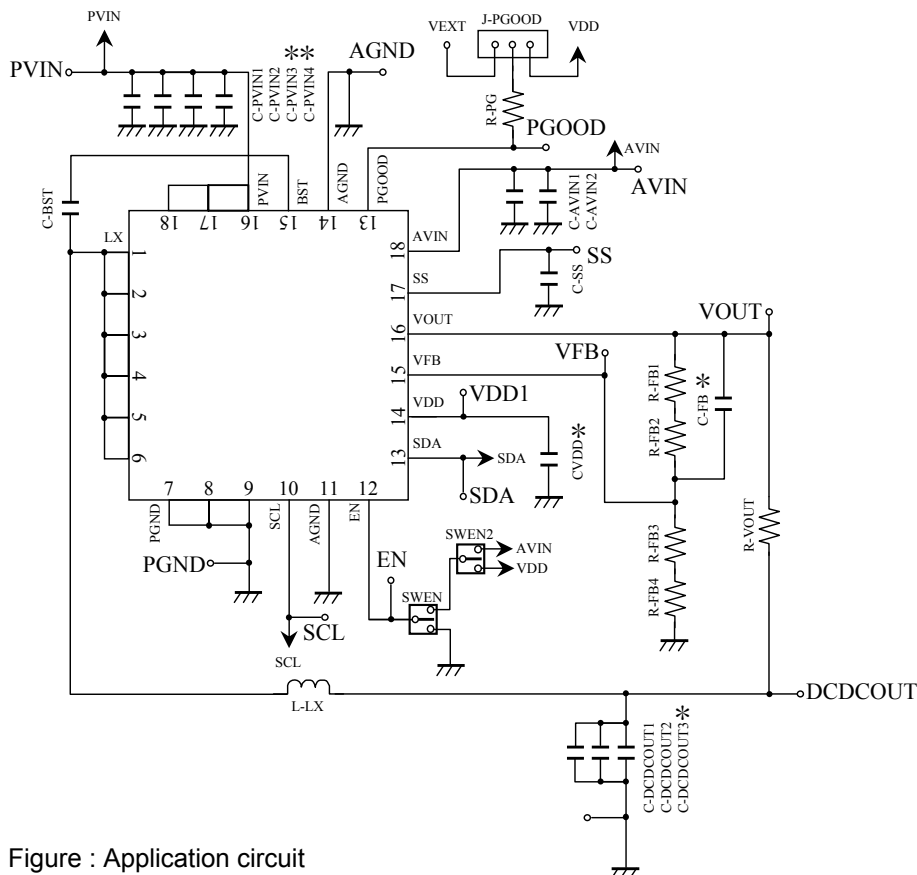 PVIN
PVIN
C-PVIN1
C-PVIN2
C-PVIN3*
C-PVIN4*
AGND
VEXT
J-PGOOD
VDD
R-PG
PGOOD
AVIN
AVIN
C-AVIN1
C-AVIN2
C-BST
18
17
16
PVIN
15
BST
14
AGND
13
PGOOD
LX
1
2
3
4
5
6
18
AVIN
17
SS
16
VOUT
15
VFB
14
VDD
13
SDA
SS
C-SS
VOUT
VFB
R-FB1
R-FB2
C-FB*
VDD1
CVDD*
SDA
SDA
R-FB3
R-FB4
R-VOUT
7
8
9
10
11
12
PGND
SCL
AGND
EN
PGND
SCL
SCL
EN
SWEN
SWEN2
AVIN
VDD
L-LX
DCDCOUT
C-DCDCOUT1
C-DCDCOUT2
C-DCDCOUT3*
Figure : Application circuit